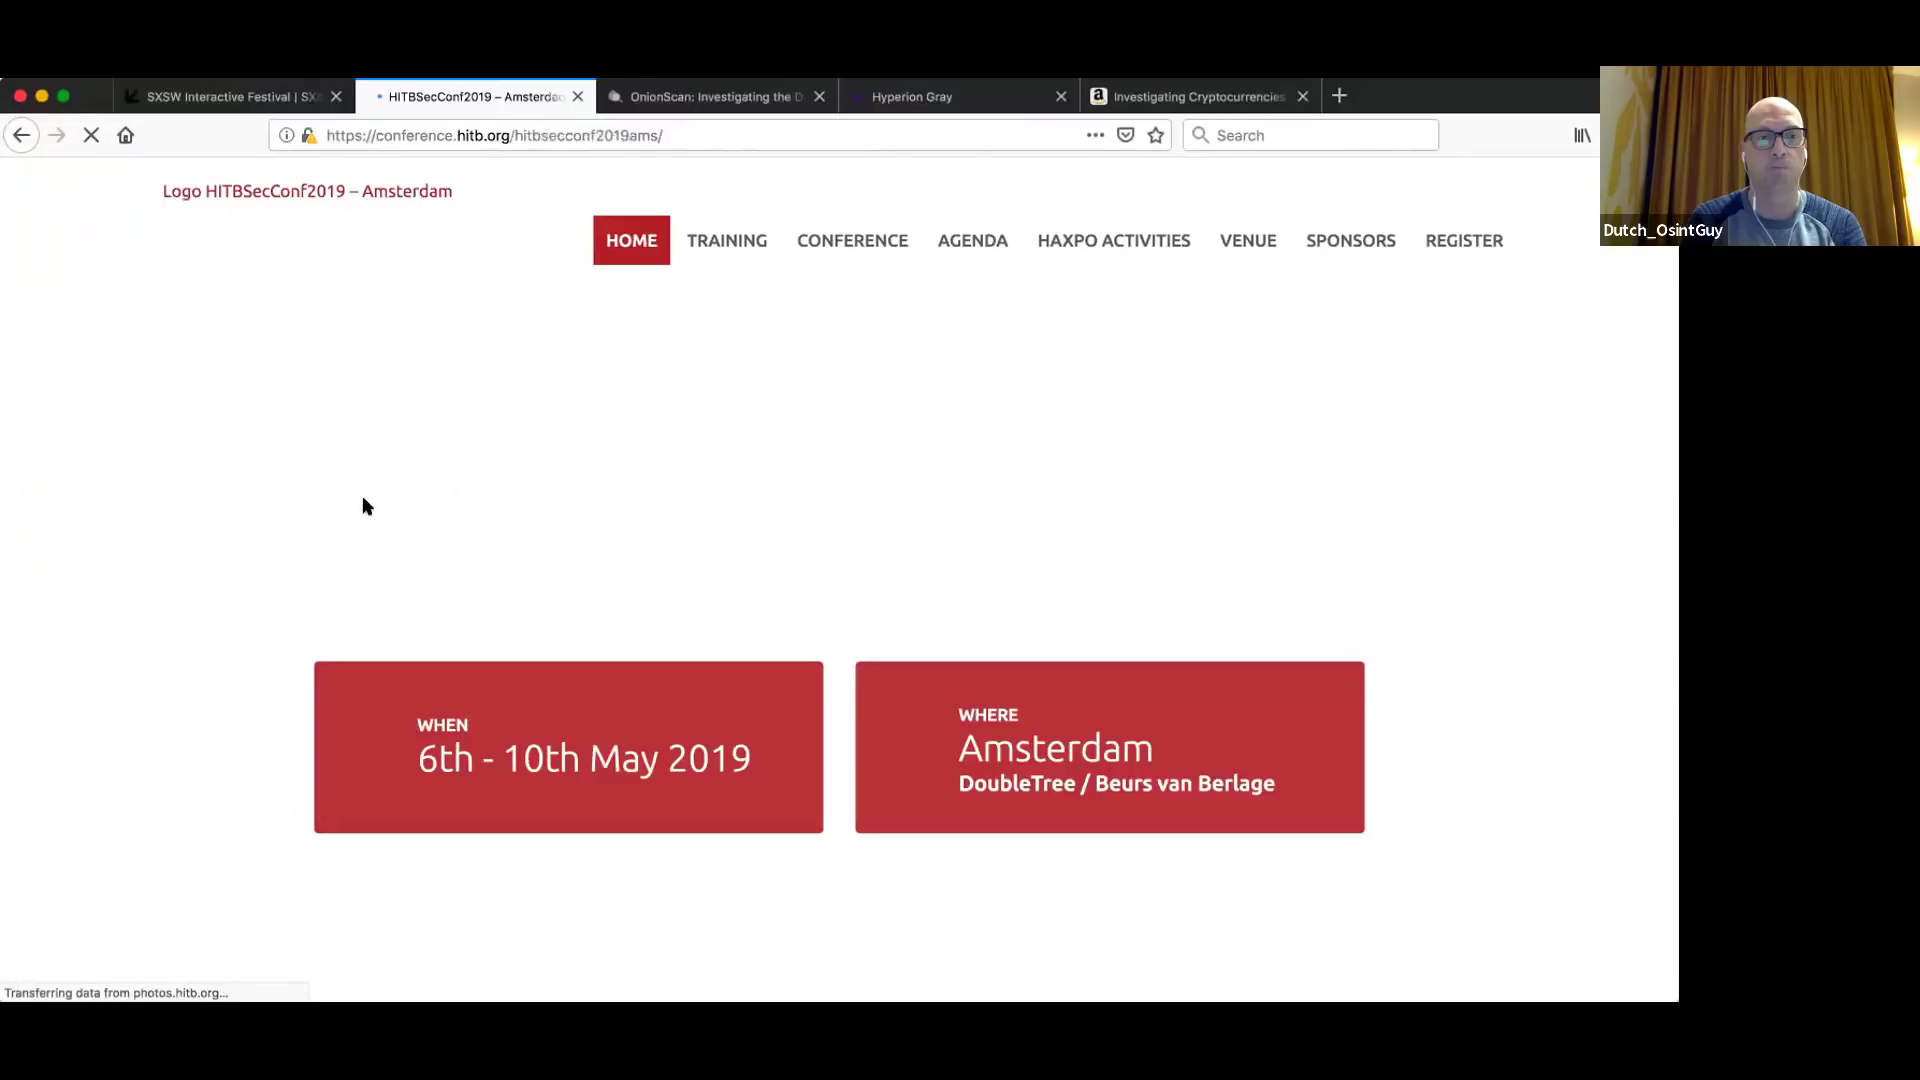 SXSW Interactive Festival | SX
HITBSecConf2019 – Amsterda
OnionScan: Investigating the D
Hyperion Gray
Investigating Cryptocurrencies
https://conference.hitb.org/hitbsecconf2019ams/
Search
Logo HITBSecConf2019 – Amsterdam
HOME TRAINING CONFERENCE AGENDA HAXPO ACTIVITIES VENUE SPONSORS REGISTER
Dutch_OsintGuy
WHEN
6th - 10th May 2019
WHERE
Amsterdam
DoubleTree / Beurs van Berlage
Transferring data from photos.hitb.org...